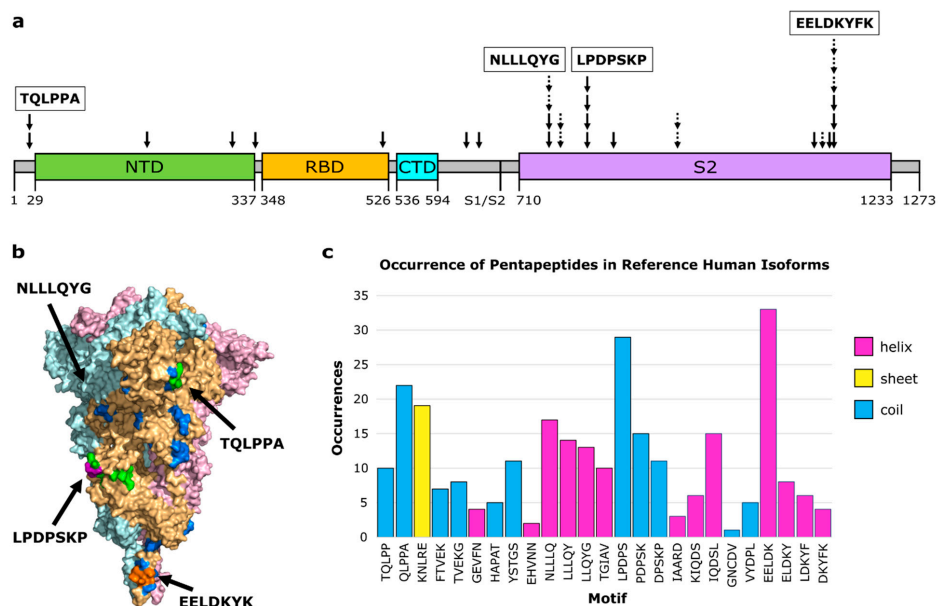 a
EELDKYFK
NLLLQYG
LPDPSKP
TQLPPA
NTD
RBD
CTD
S2
1 29 337 348 526 536 594 S1/S2 710 1233 1273
b
NLLLQYG
TQLPPA
LPDPSKP
EELDKYK
c
Occurrence of Pentapeptides in Reference Human Isoforms
Occurrences
35
30
25
20
15
10
5
0
TQLPP
QLPPA
KNLRE
FTVEK
TVEKG
GEVFN
HAPAT
YSTGS
EHVNN
NLLLQ
LLLQY
LLQYG
TGIAV
LPDPS
PDPSK
DPSKP
IAARD
KIQDS
IQDSL
GNCDV
VYDPL
EELDK
ELDKY
LDKYF
DKYFK
Motif
helix
sheet
coil